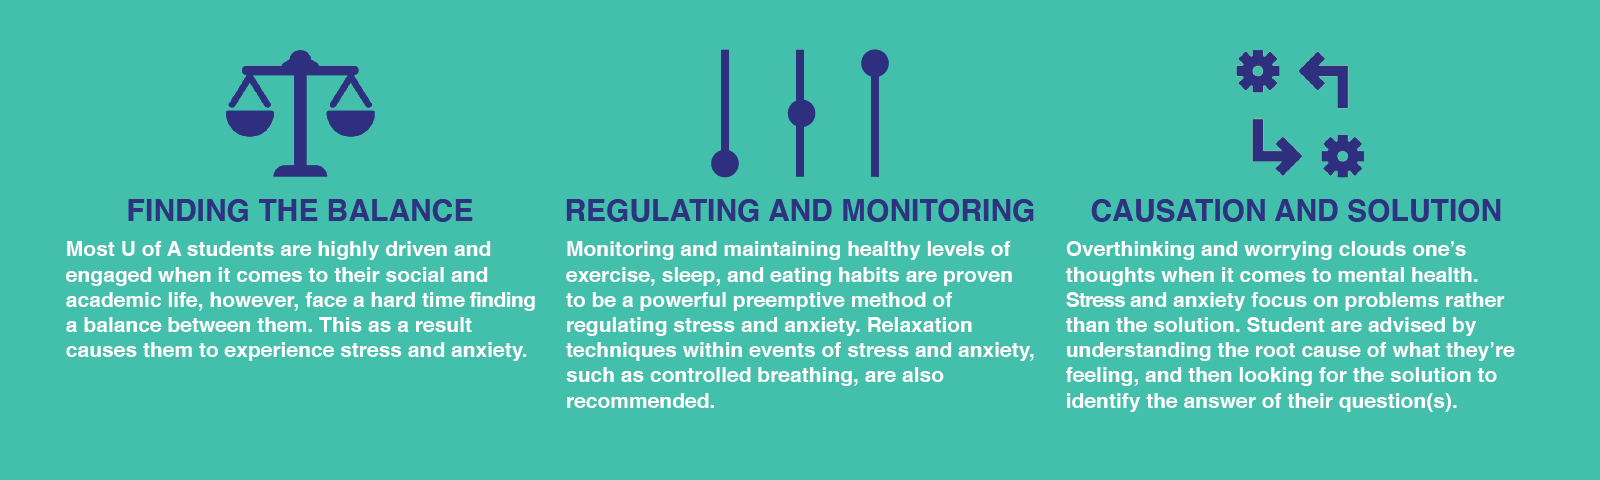 FINDING THE BALANCE
Most U of A students are highly driven and
engaged when it comes to their social and
academic life, however, face a hard time finding
a balance between them. This as a result
causes them to experience stress and anxiety.
REGULATING AND MONITORING
Monitoring and maintaining healthy levels of
exercise, sleep, and eating habits are proven
to be a powerful preemptive method of
regulating stress and anxiety. Relaxation
techniques within events of stress and anxiety,
such as controlled breathing, are also
recommended.
CAUSATION AND SOLUTION
Overthinking and worrying clouds one’s
thoughts when it comes to mental health.
Stress and anxiety focus on problems rather
than the solution. Student are advised by
understanding the root cause of what they’re
feeling, and then looking for the solution to
identify the answer of their question(s).